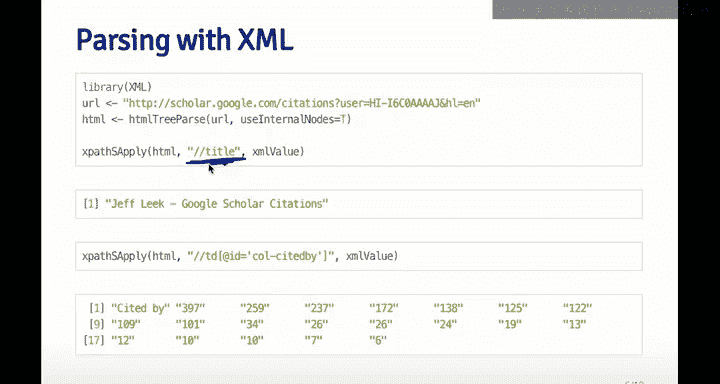 Parsing with XML
library(XML)
url <- "http://scholar.google.com/citations?user=HI-I6C0AAAAJ&hl=en"
html <- htmlTreeParse(url, useInternalNodes=T)
xpathSApply(html, "//title", xmlValue)
[1] "Jeff Leek - Google Scholar Citations"
xpathSApply(html, "//td[@id='col-citedby']", xmlValue)
[1] "Cited by" "397" "259" "237" "172" "138" "125" "122"
[9] "109" "101" "34" "26" "26" "24" "19" "13"
[17] "12" "10" "10" "7" "6"